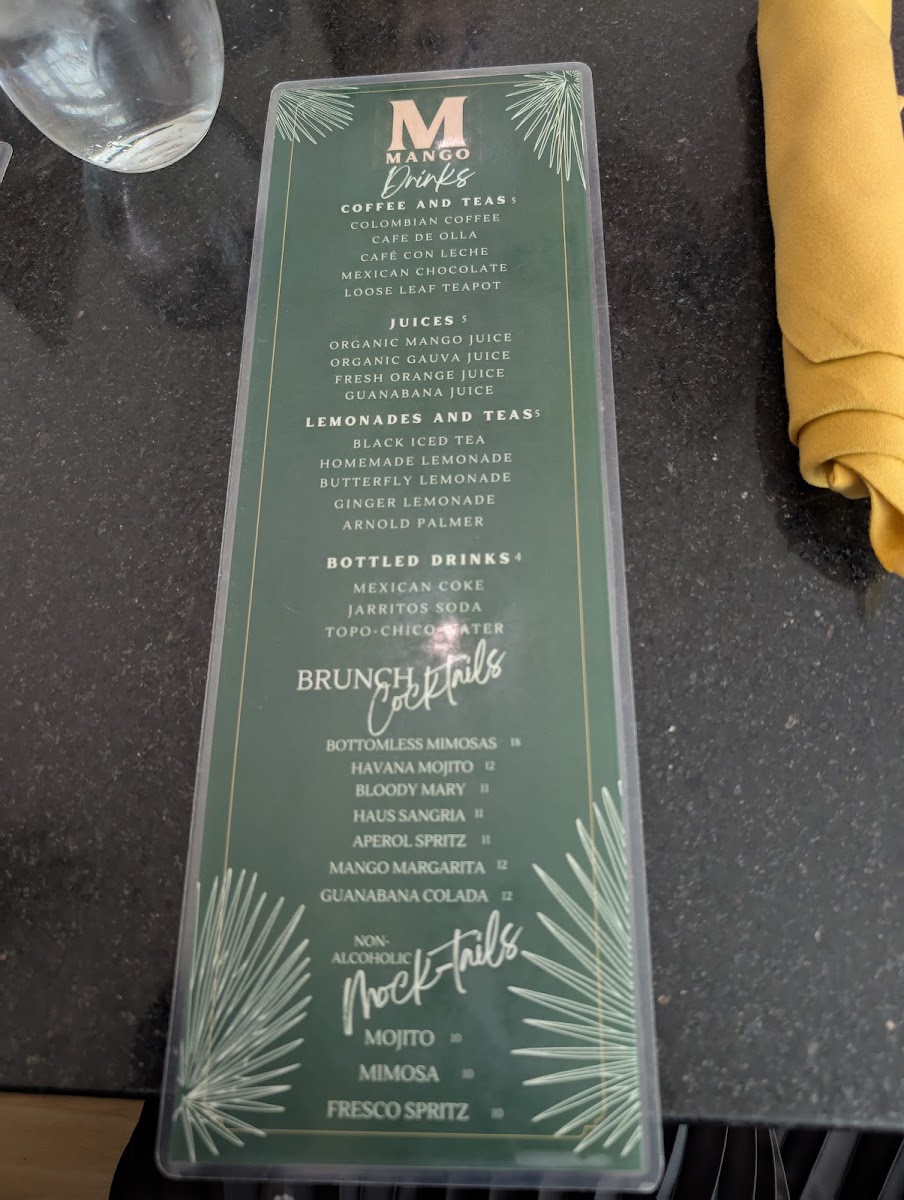 M
MANGO
Drinks
COFFEE AND TEAS 5
COLOMBIAN COFFEE
CAFE DE OLLA
CAFÉ CON LECHE
MEXICAN CHOCOLATE
LOOSE LEAF TEAPOT
JUICES 5
ORGANIC MANGO JUICE
ORGANIC GAUVA JUICE
FRESH ORANGE JUICE
GUANABANA JUICE
LEMONADES AND TEAS 5
BLACK ICED TEA
HOMEMADE LEMONADE
BUTTERFLY LEMONADE
GINGER LEMONADE
ARNOLD PALMER
BOTTLED DRINKS 4
MEXICAN COKE
JARRITOS SODA
TOPO-CHICO WATER
BRUNCH Cocktails
BOTTOMLESS MIMOSAS 18
HAVANA MOJITO 12
BLOODY MARY 11
HAUS SANGRIA 11
APEROL SPRITZ 11
MANGO MARGARITA 12
GUANABANA COLADA 12
NON-
ALCOHOLIC
Mock-tails
MOJITO 10
MIMOSA 10
FRESCO SPRITZ 10